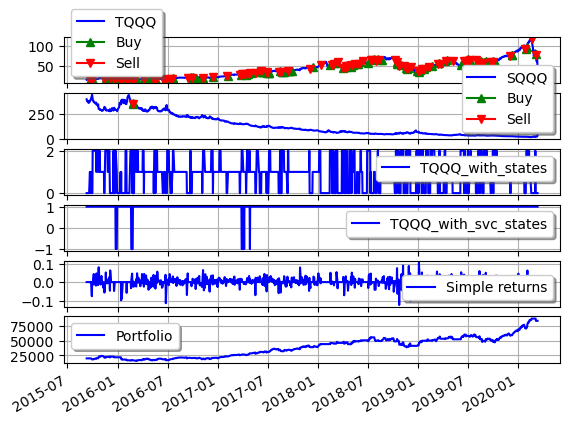 TQQQ
Buy
Sell
100
50
SQQQ
Buy
Sell
250
0
2
0
TQQQ_with_states
1
0
−1
TQQQ_with_svc_states
0.1
0.0
−0.1
Simple returns
75000
50000
25000
Portfolio
2015-07
2016-01
2016-07
2017-01
2017-07
2018-01
2018-07
2019-01
2019-07
2020-01